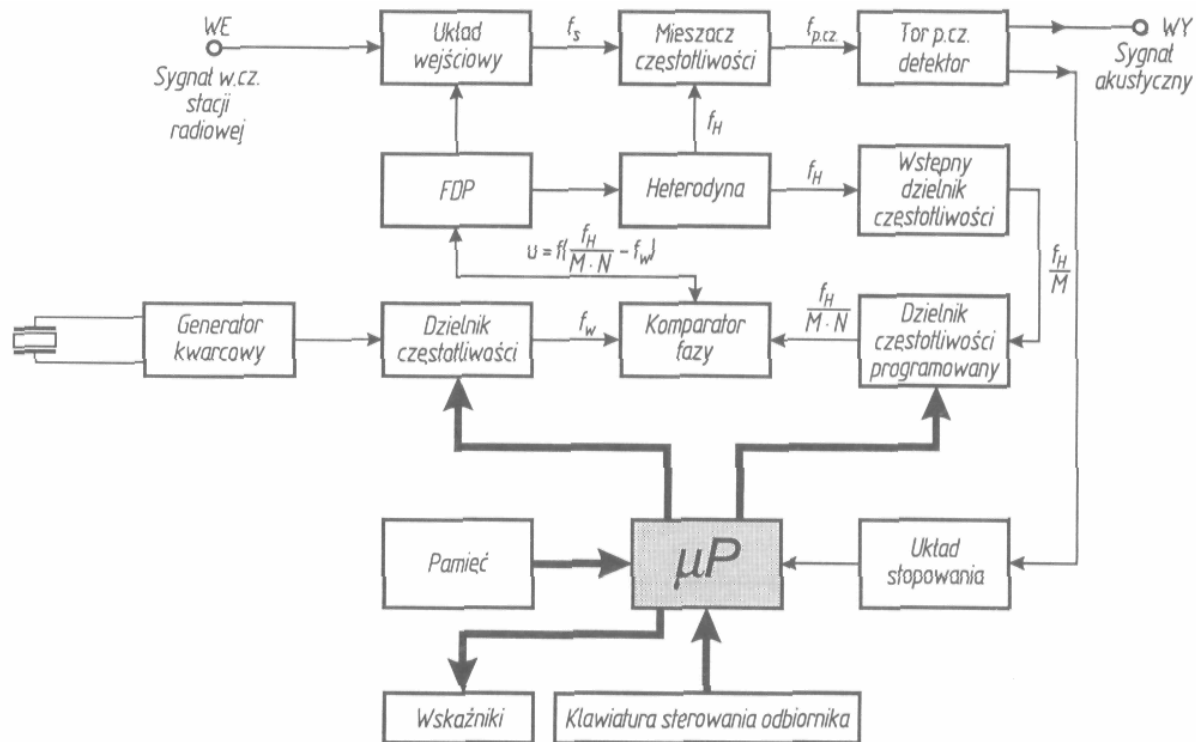 WE
Sygnał w.cz.
stacji
radiowej
Układ
wejściowy
f_s
Mieszacz
częstotliwości
f_p.cz.
Tor p.cz.
detektor
WY
Sygnał
akustyczny
f_H
FDP
Heterodyna
f_H
Wstępny
dzielnik
częstotliwości
υ = f{f_H/(M · N) – f_w}
f_H/M
Generator
kwarcowy
Dzielnik
częstotliwości
f_w
Komparator
fazy
f_H/(M · N)
Dzielnik
częstotliwości
programowany
Pamięć
μP
Układ
stopowania
Wskaźniki
Klawiatura sterowania odbiornika